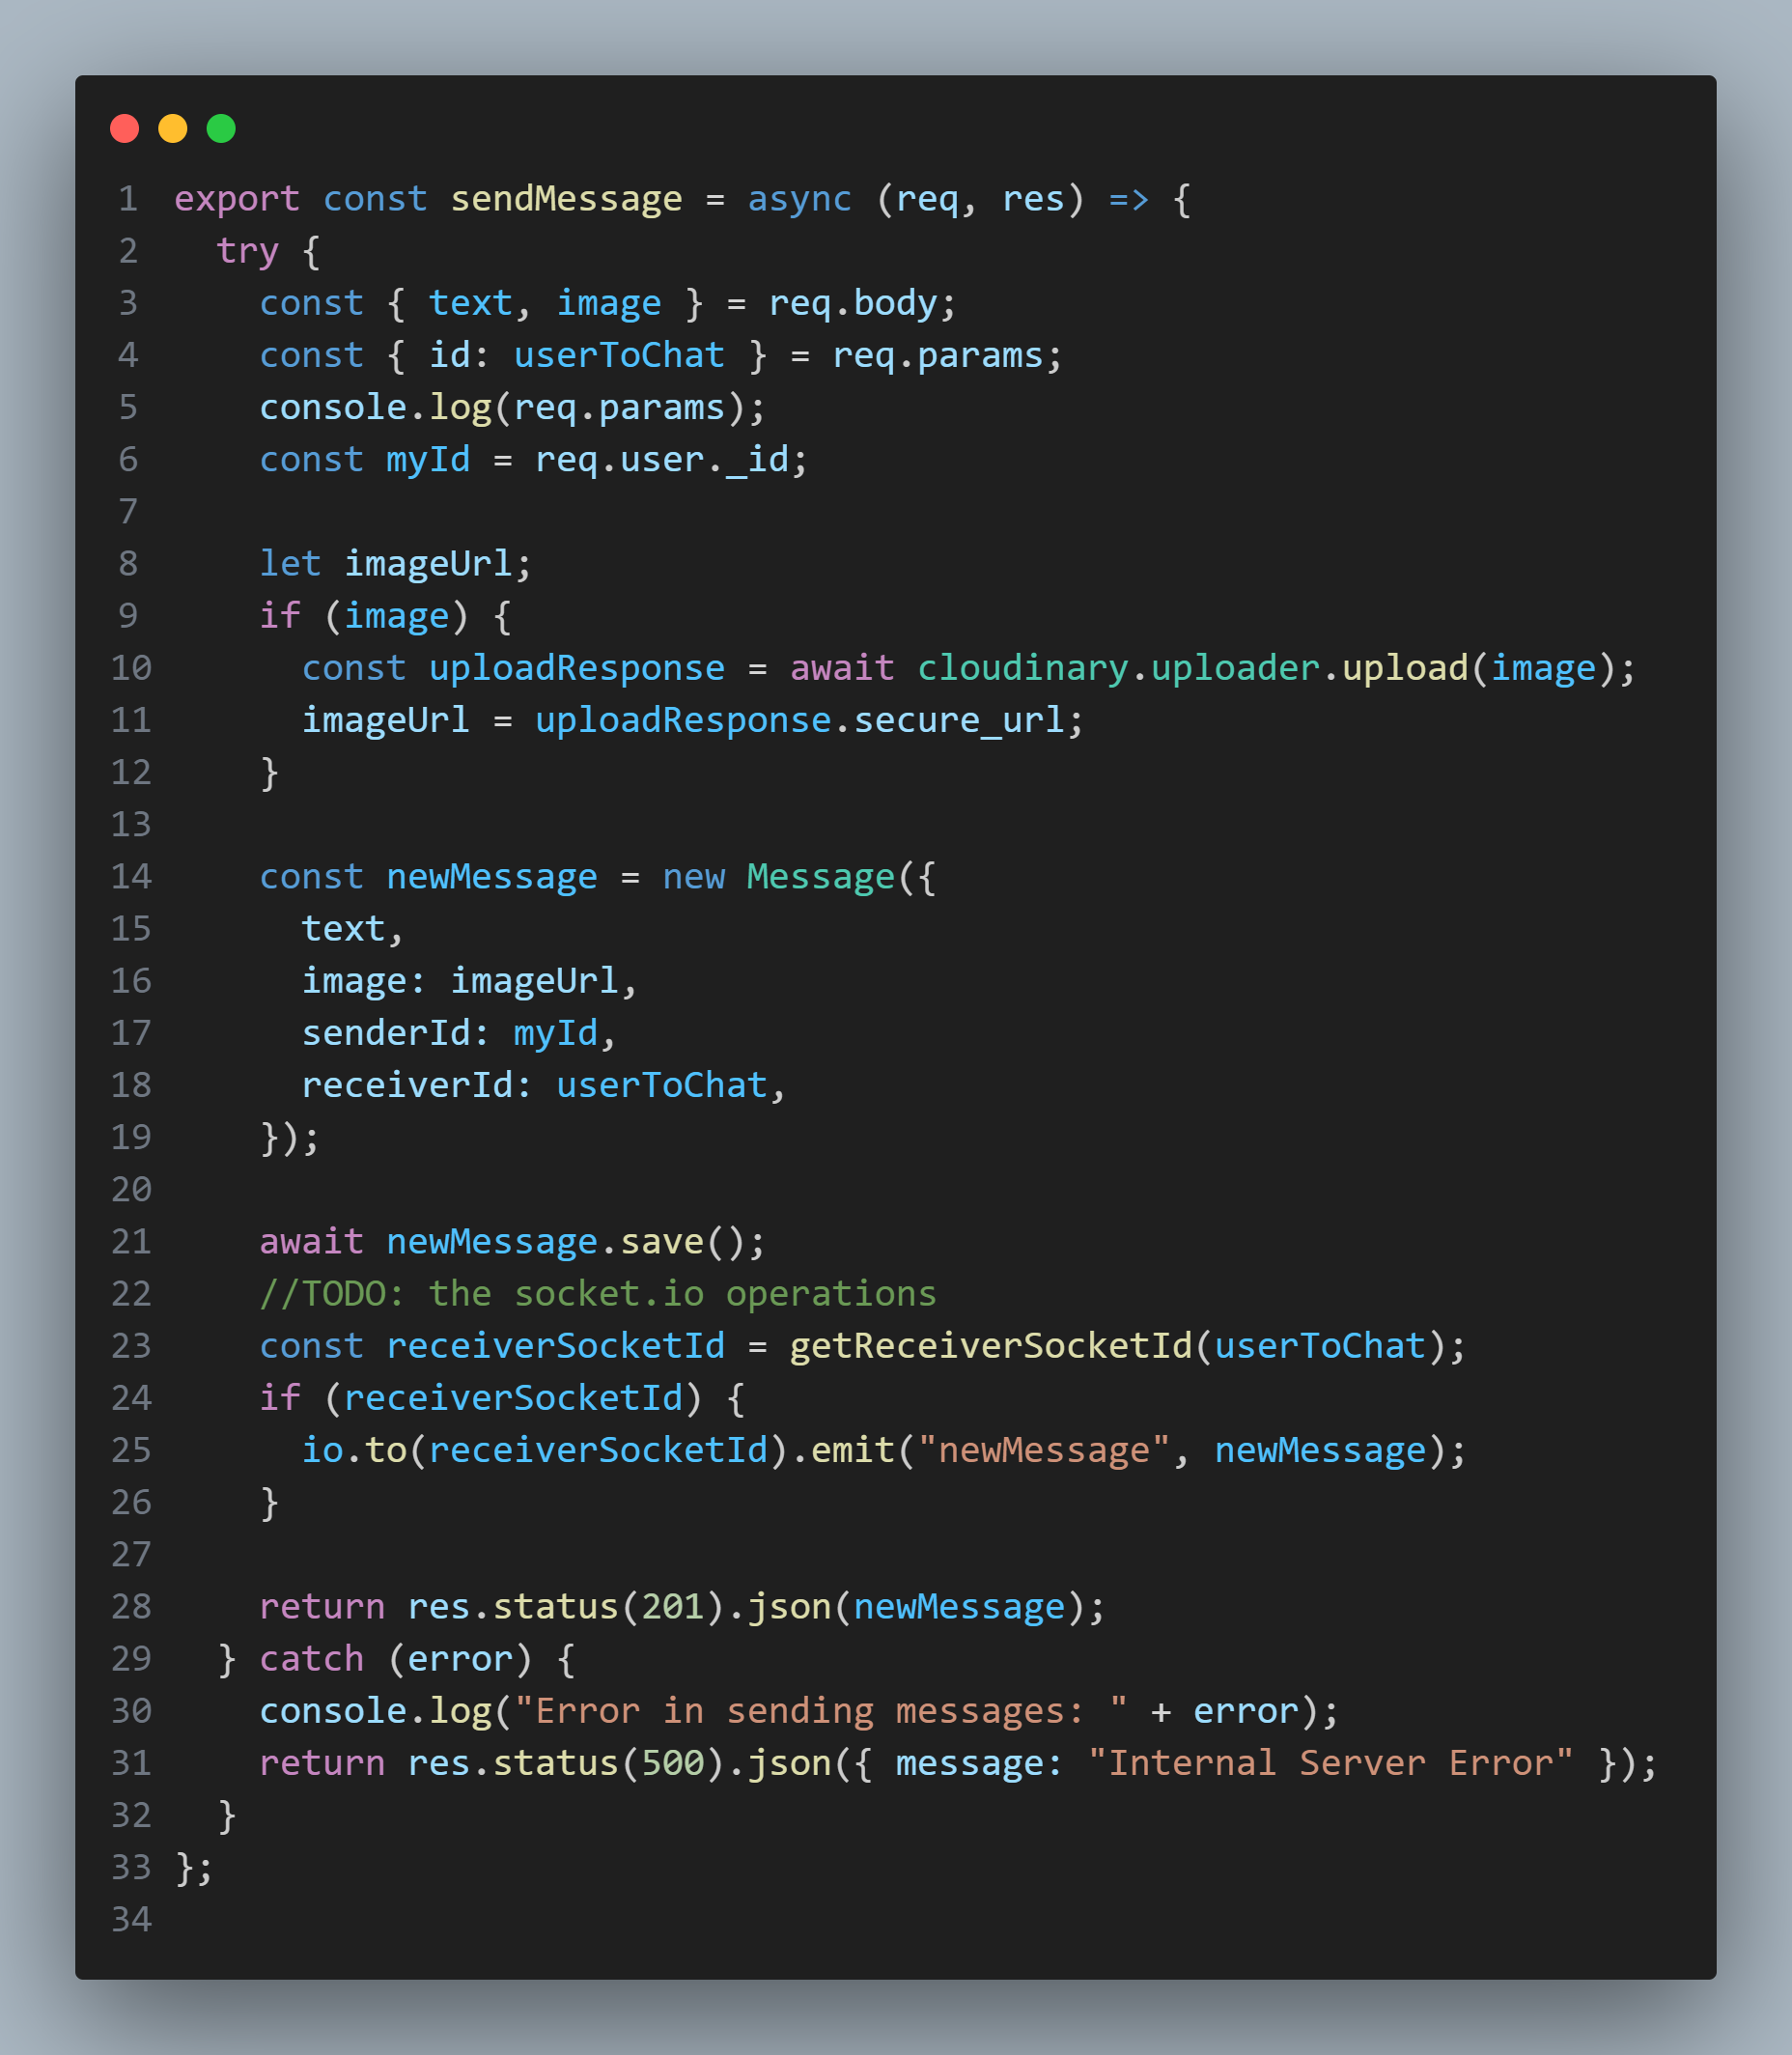 1 export const sendMessage = async (req, res) => {
2   try {
3     const { text, image } = req.body;
4     const { id: userToChat } = req.params;
5     console.log(req.params);
6     const myId = req.user._id;
7
8     let imageUrl;
9     if (image) {
10       const uploadResponse = await cloudinary.uploader.upload(image);
11       imageUrl = uploadResponse.secure_url;
12     }
13
14     const newMessage = new Message({
15       text,
16       image: imageUrl,
17       senderId: myId,
18       receiverId: userToChat,
19     });
20
21     await newMessage.save();
22     //TODO: the socket.io operations
23     const receiverSocketId = getReceiverSocketId(userToChat);
24     if (receiverSocketId) {
25       io.to(receiverSocketId).emit("newMessage", newMessage);
26     }
27
28     return res.status(201).json(newMessage);
29   } catch (error) {
30     console.log("Error in sending messages: " + error);
31     return res.status(500).json({ message: "Internal Server Error" });
32   }
33 };
34